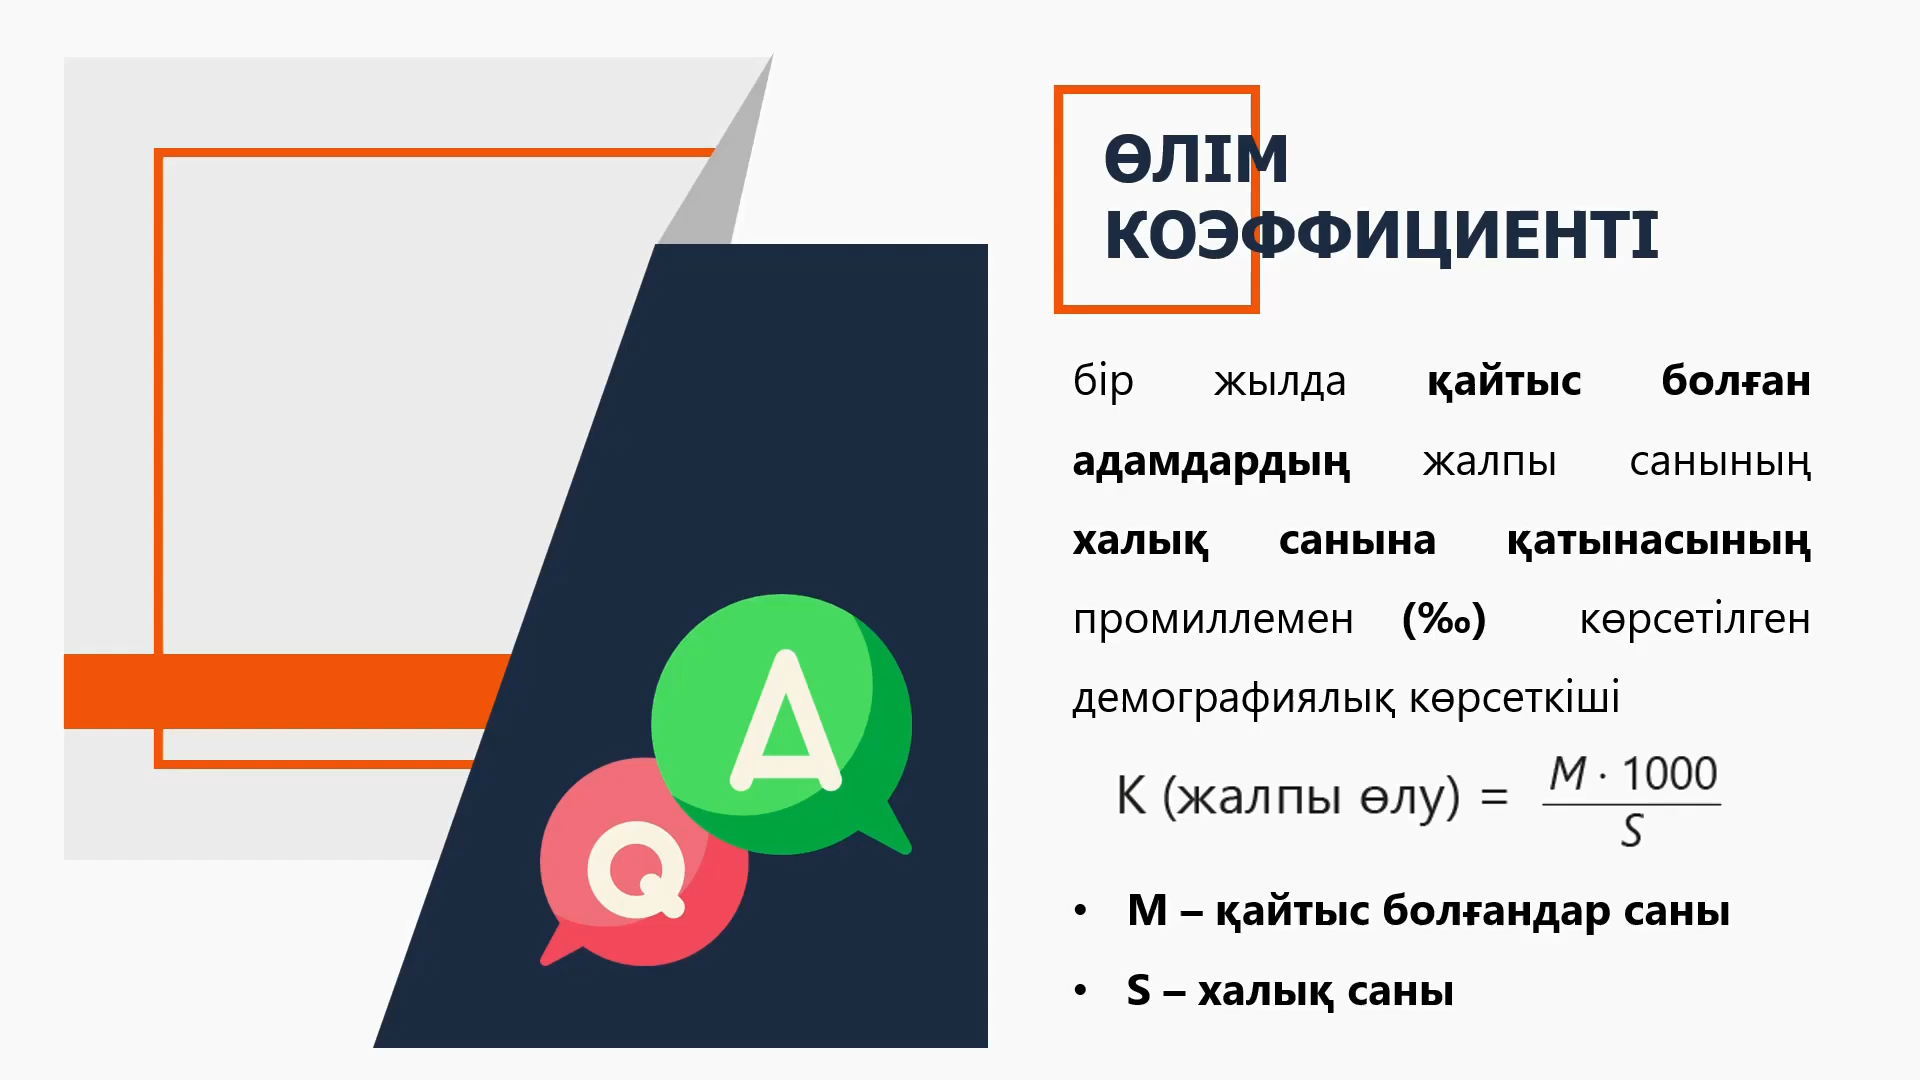 ӨЛІМ
КОЭФФИЦИЕНТІ
бір жылда қайтыс болған
адамдардың жалпы санының
халық санына қатынасының
промиллемен (‰) көрсетілген
демографиялық көрсеткіші
К (жалпы өлу) = M · 1000
S
• М – қайтыс болғандар саны
• S – халық саны
A
Q